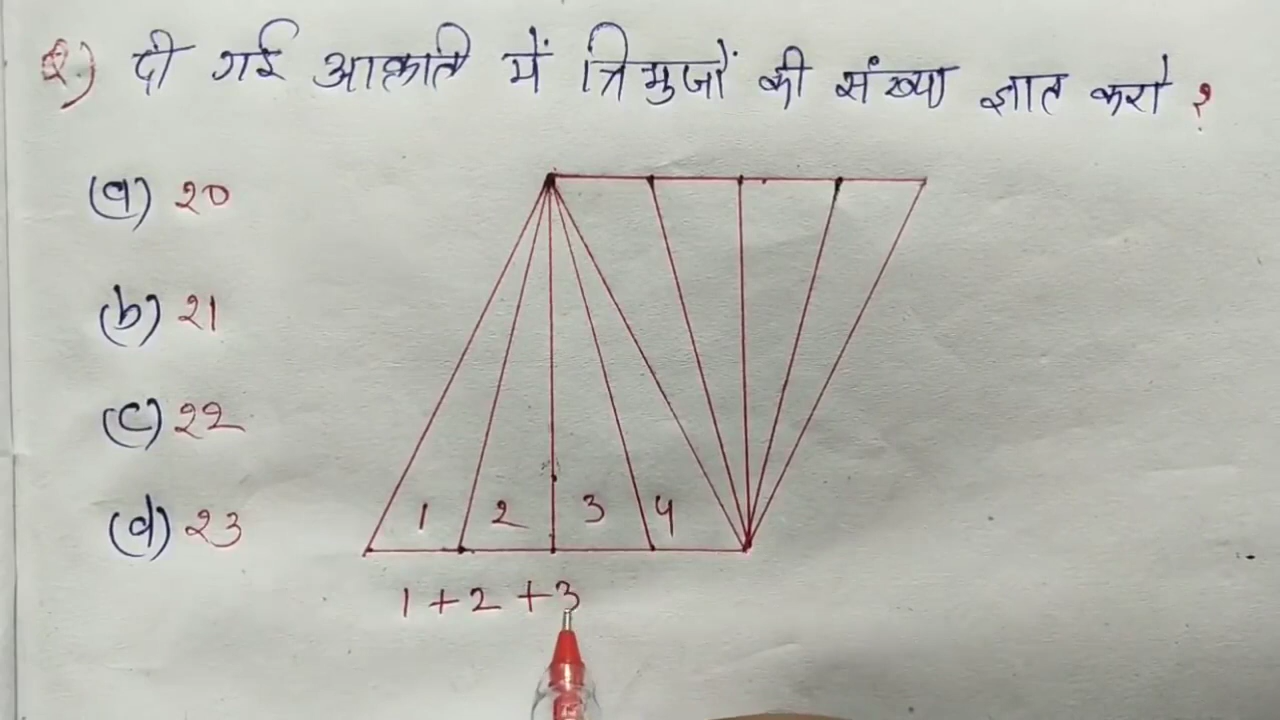 2.) दी गई आकृति में त्रिभुजों की संख्या ज्ञात करो ?
(a) 20
(b) 21
(c) 22
(d) 23
1 2 3 4
1 + 2 + 3